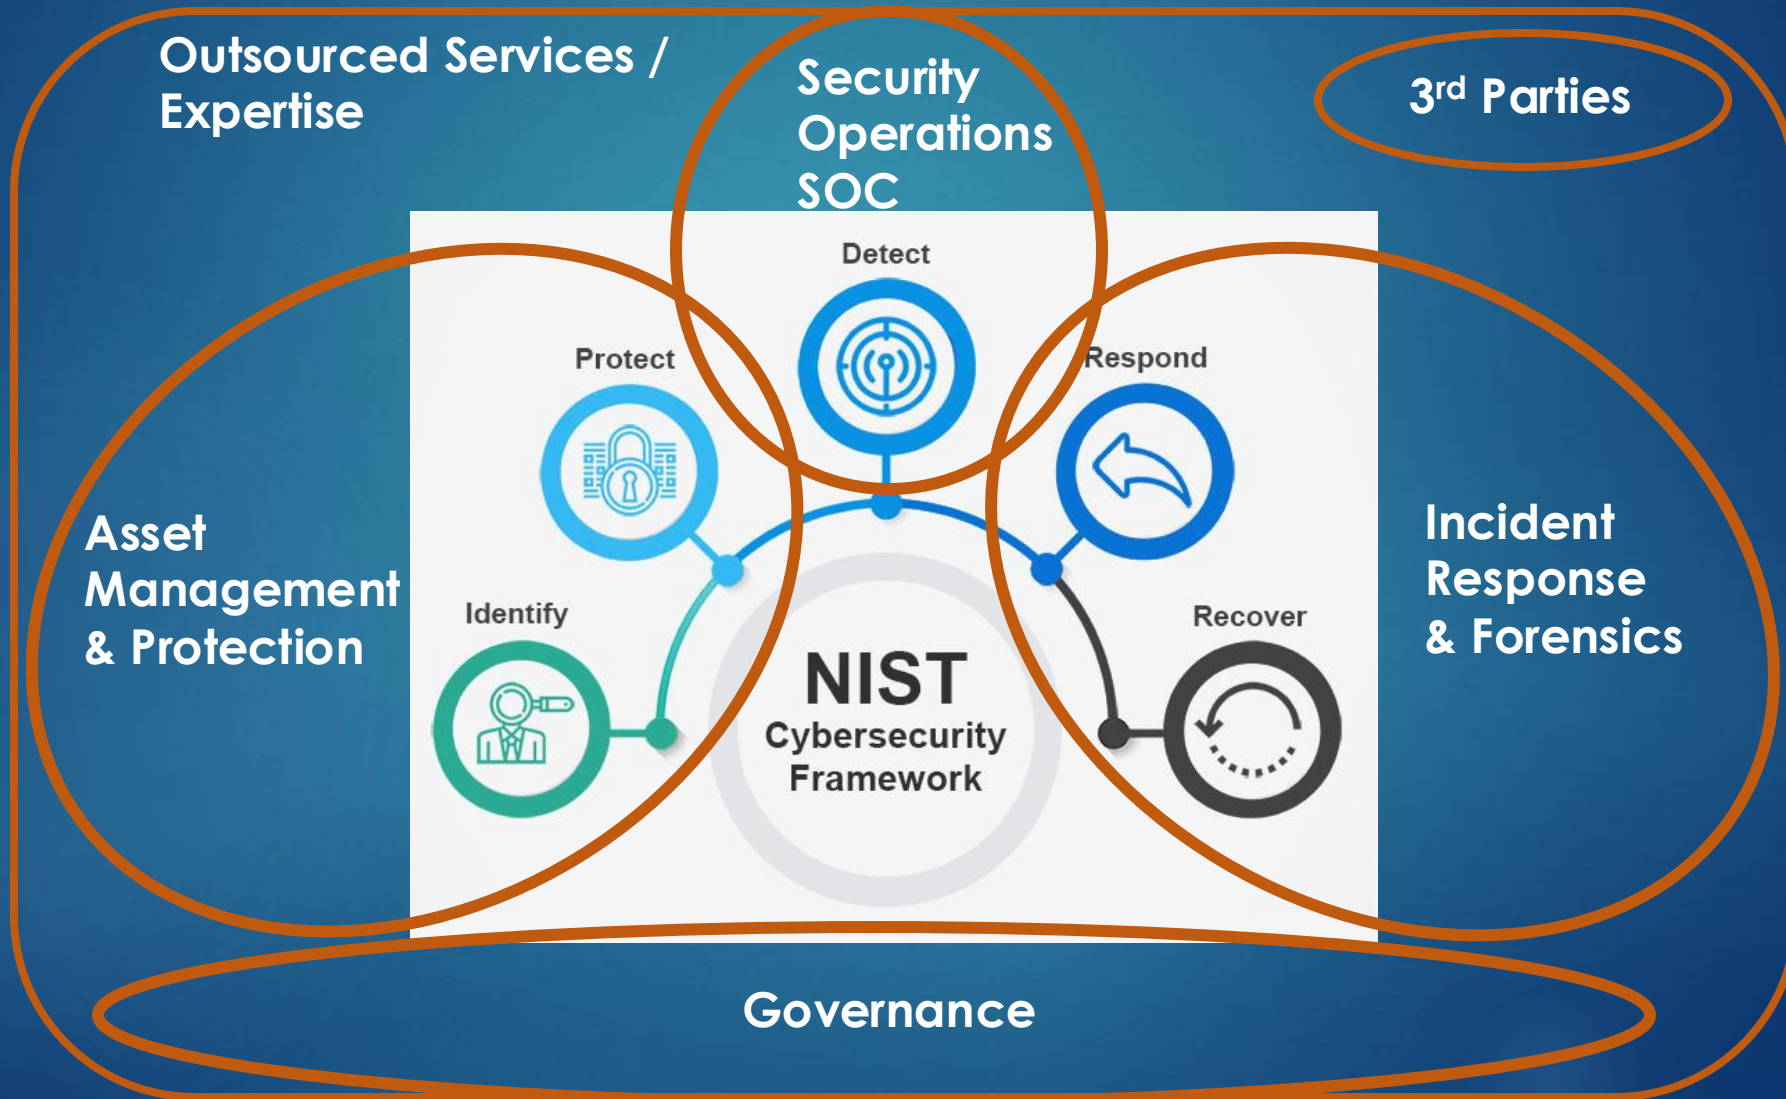 Outsourced Services /
Expertise
Security
Operations
SOC
3rd Parties
Detect
Protect
Respond
Asset
Management
& Protection
Identify
Incident
Response
& Forensics
Recover
NIST
Cybersecurity
Framework
Governance